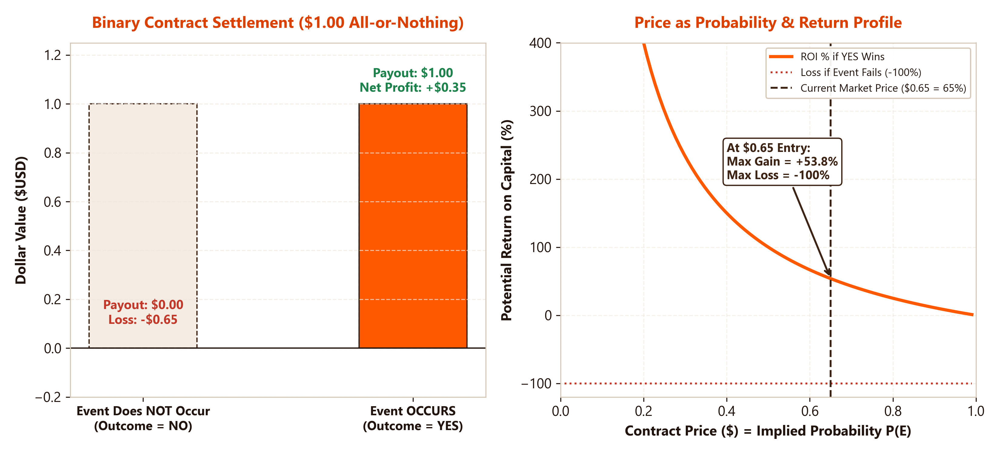 Binary Contract Settlement ($1.00 All-or-Nothing)
Dollar Value ($USD)
1.2
1.0
0.8
0.6
0.4
0.2
0.0
−0.2
Payout: $0.00
Loss: -$0.65
Payout: $1.00
Net Profit: +$0.35
Event Does NOT Occur
(Outcome = NO)
Event OCCURS
(Outcome = YES)
Price as Probability & Return Profile
Potential Return on Capital (%)
400
300
200
100
0
−100
ROI % if YES Wins
Loss if Event Fails (-100%)
Current Market Price ($0.65 = 65%)
At $0.65 Entry:
Max Gain = +53.8%
Max Loss = -100%
0.0
0.2
0.4
0.6
0.8
1.0
Contract Price ($) = Implied Probability P(E)